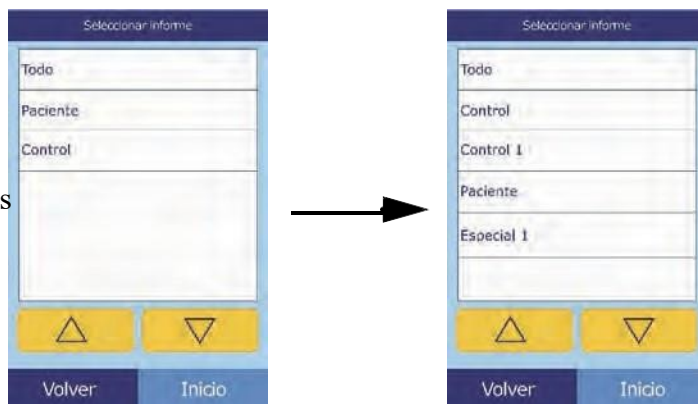 Seleccionar informe
Todo
Paciente
Control
s
Volver
Inicio
Seleccionar informe
Todo
Control
Control 1
Paciente
Especial 1
Volver
Inicio